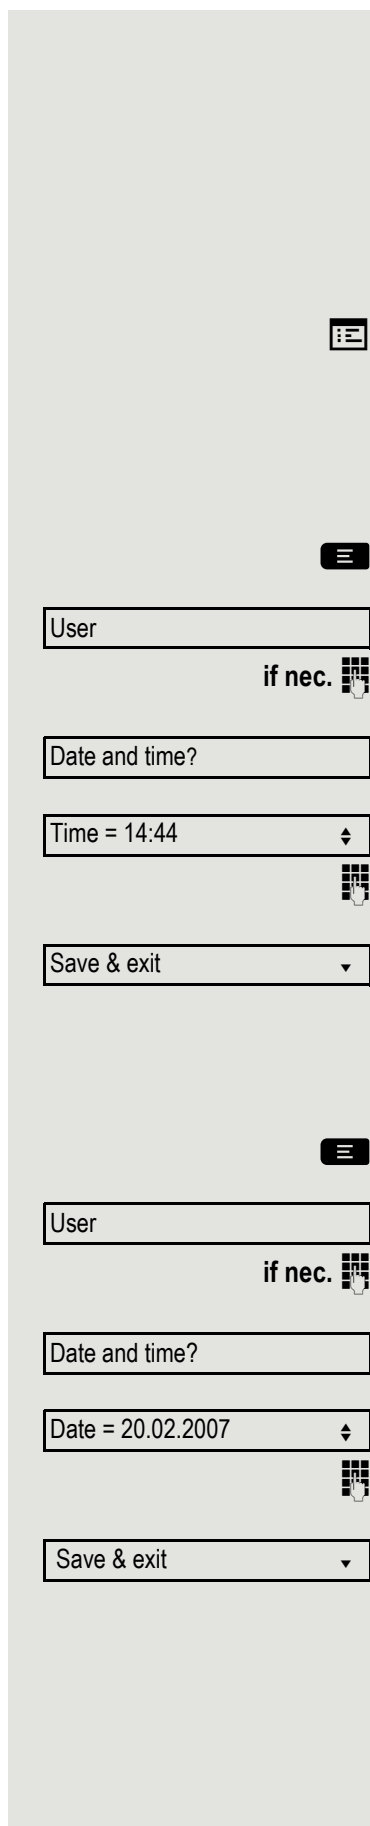 User
if nec.
Date and time?
Time = 14:44
Save & exit
User
if nec.
Date and time?
Date = 20.02.2007
Save & exit